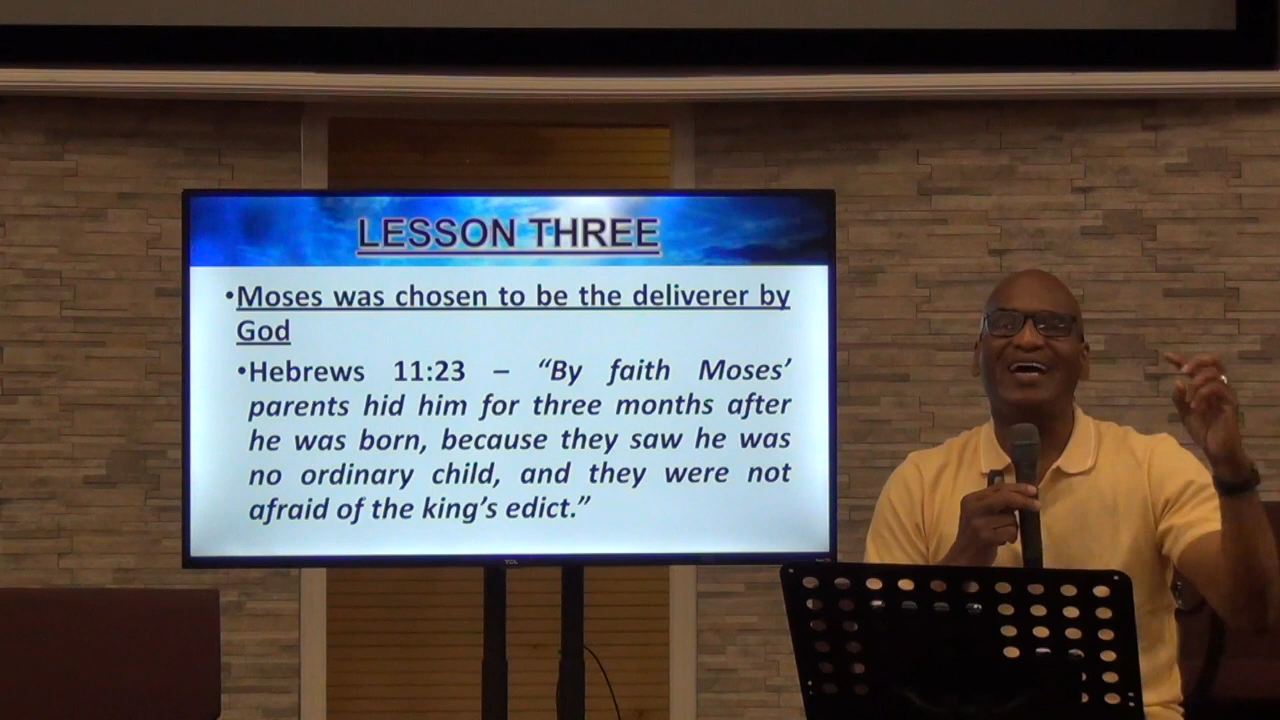 LESSON THREE
•Moses was chosen to be the deliverer by
God
•Hebrews 11:23 – “By faith Moses’
parents hid him for three months after
he was born, because they saw he was
no ordinary child, and they were not
afraid of the king’s edict.”
TCL